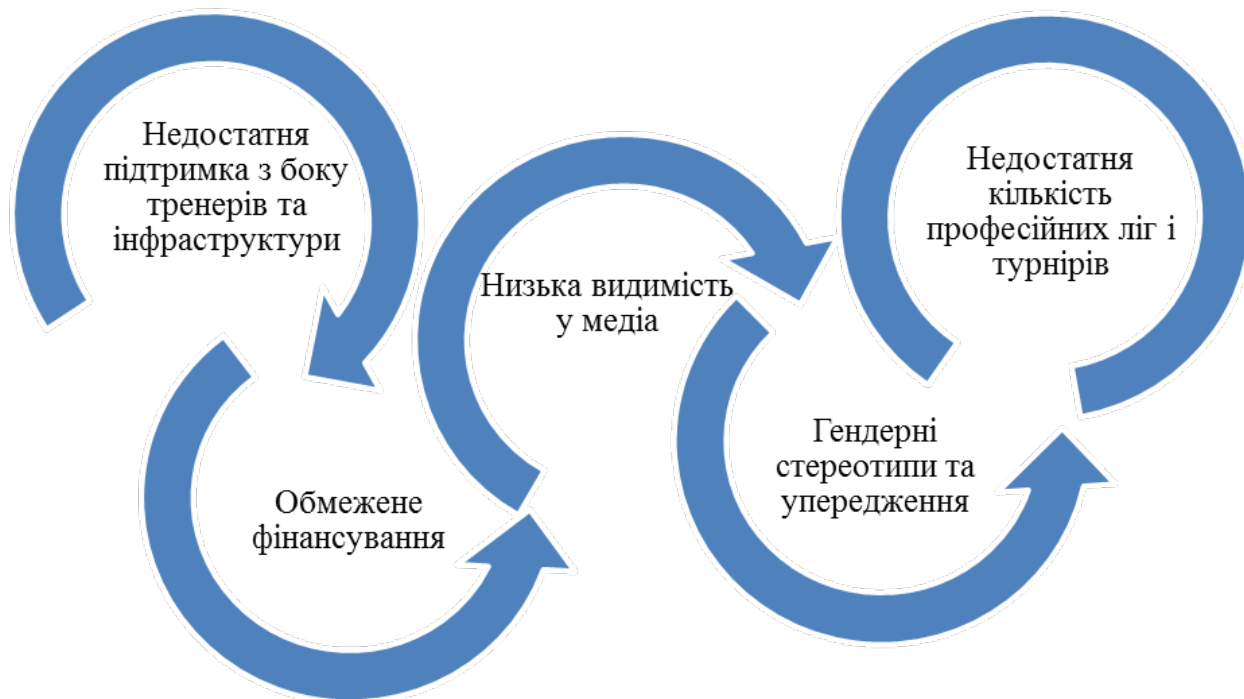 Недостатня
підтримка з боку
тренерів та
інфраструктури
Обмежене
фінансування
Низька видимість
у медіа
Гендерні
стереотипи та
упередження
Недостатня
кількість
професійних ліг і
турнірів